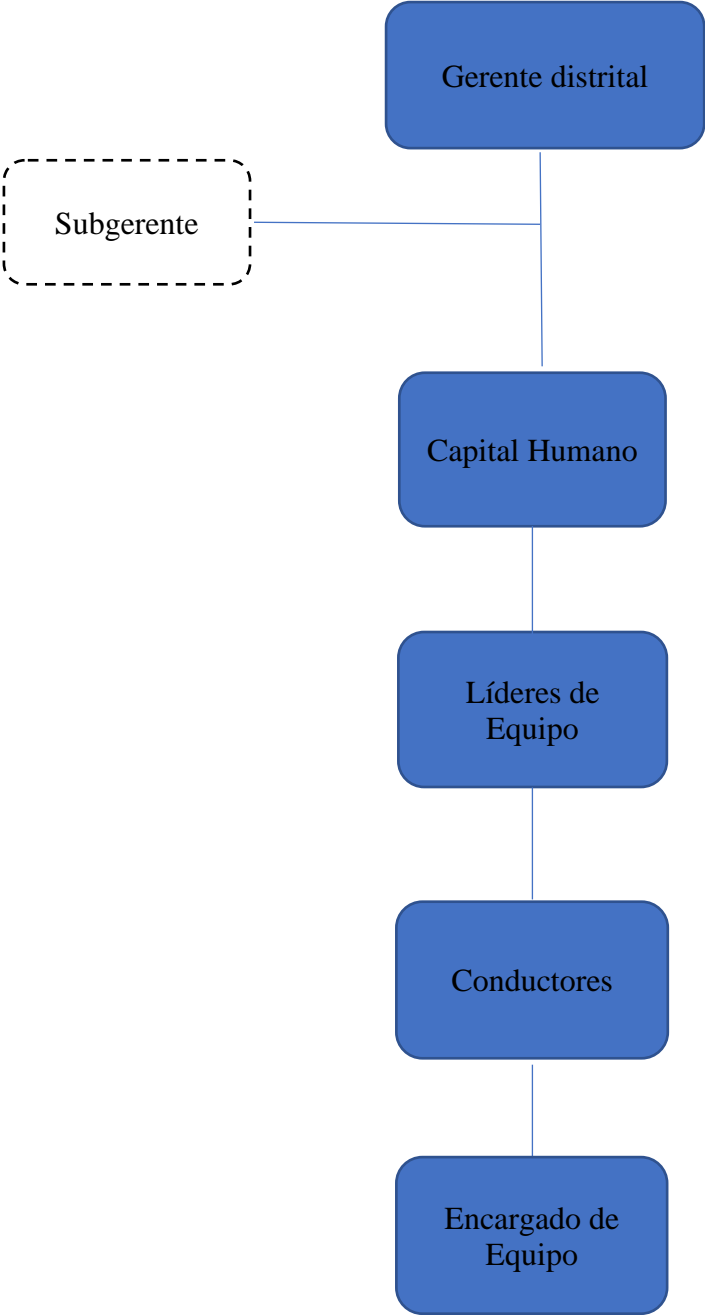 Gerente distrital
Subgerente
Capital Humano
Líderes de
Equipo
Conductores
Encargado de
Equipo